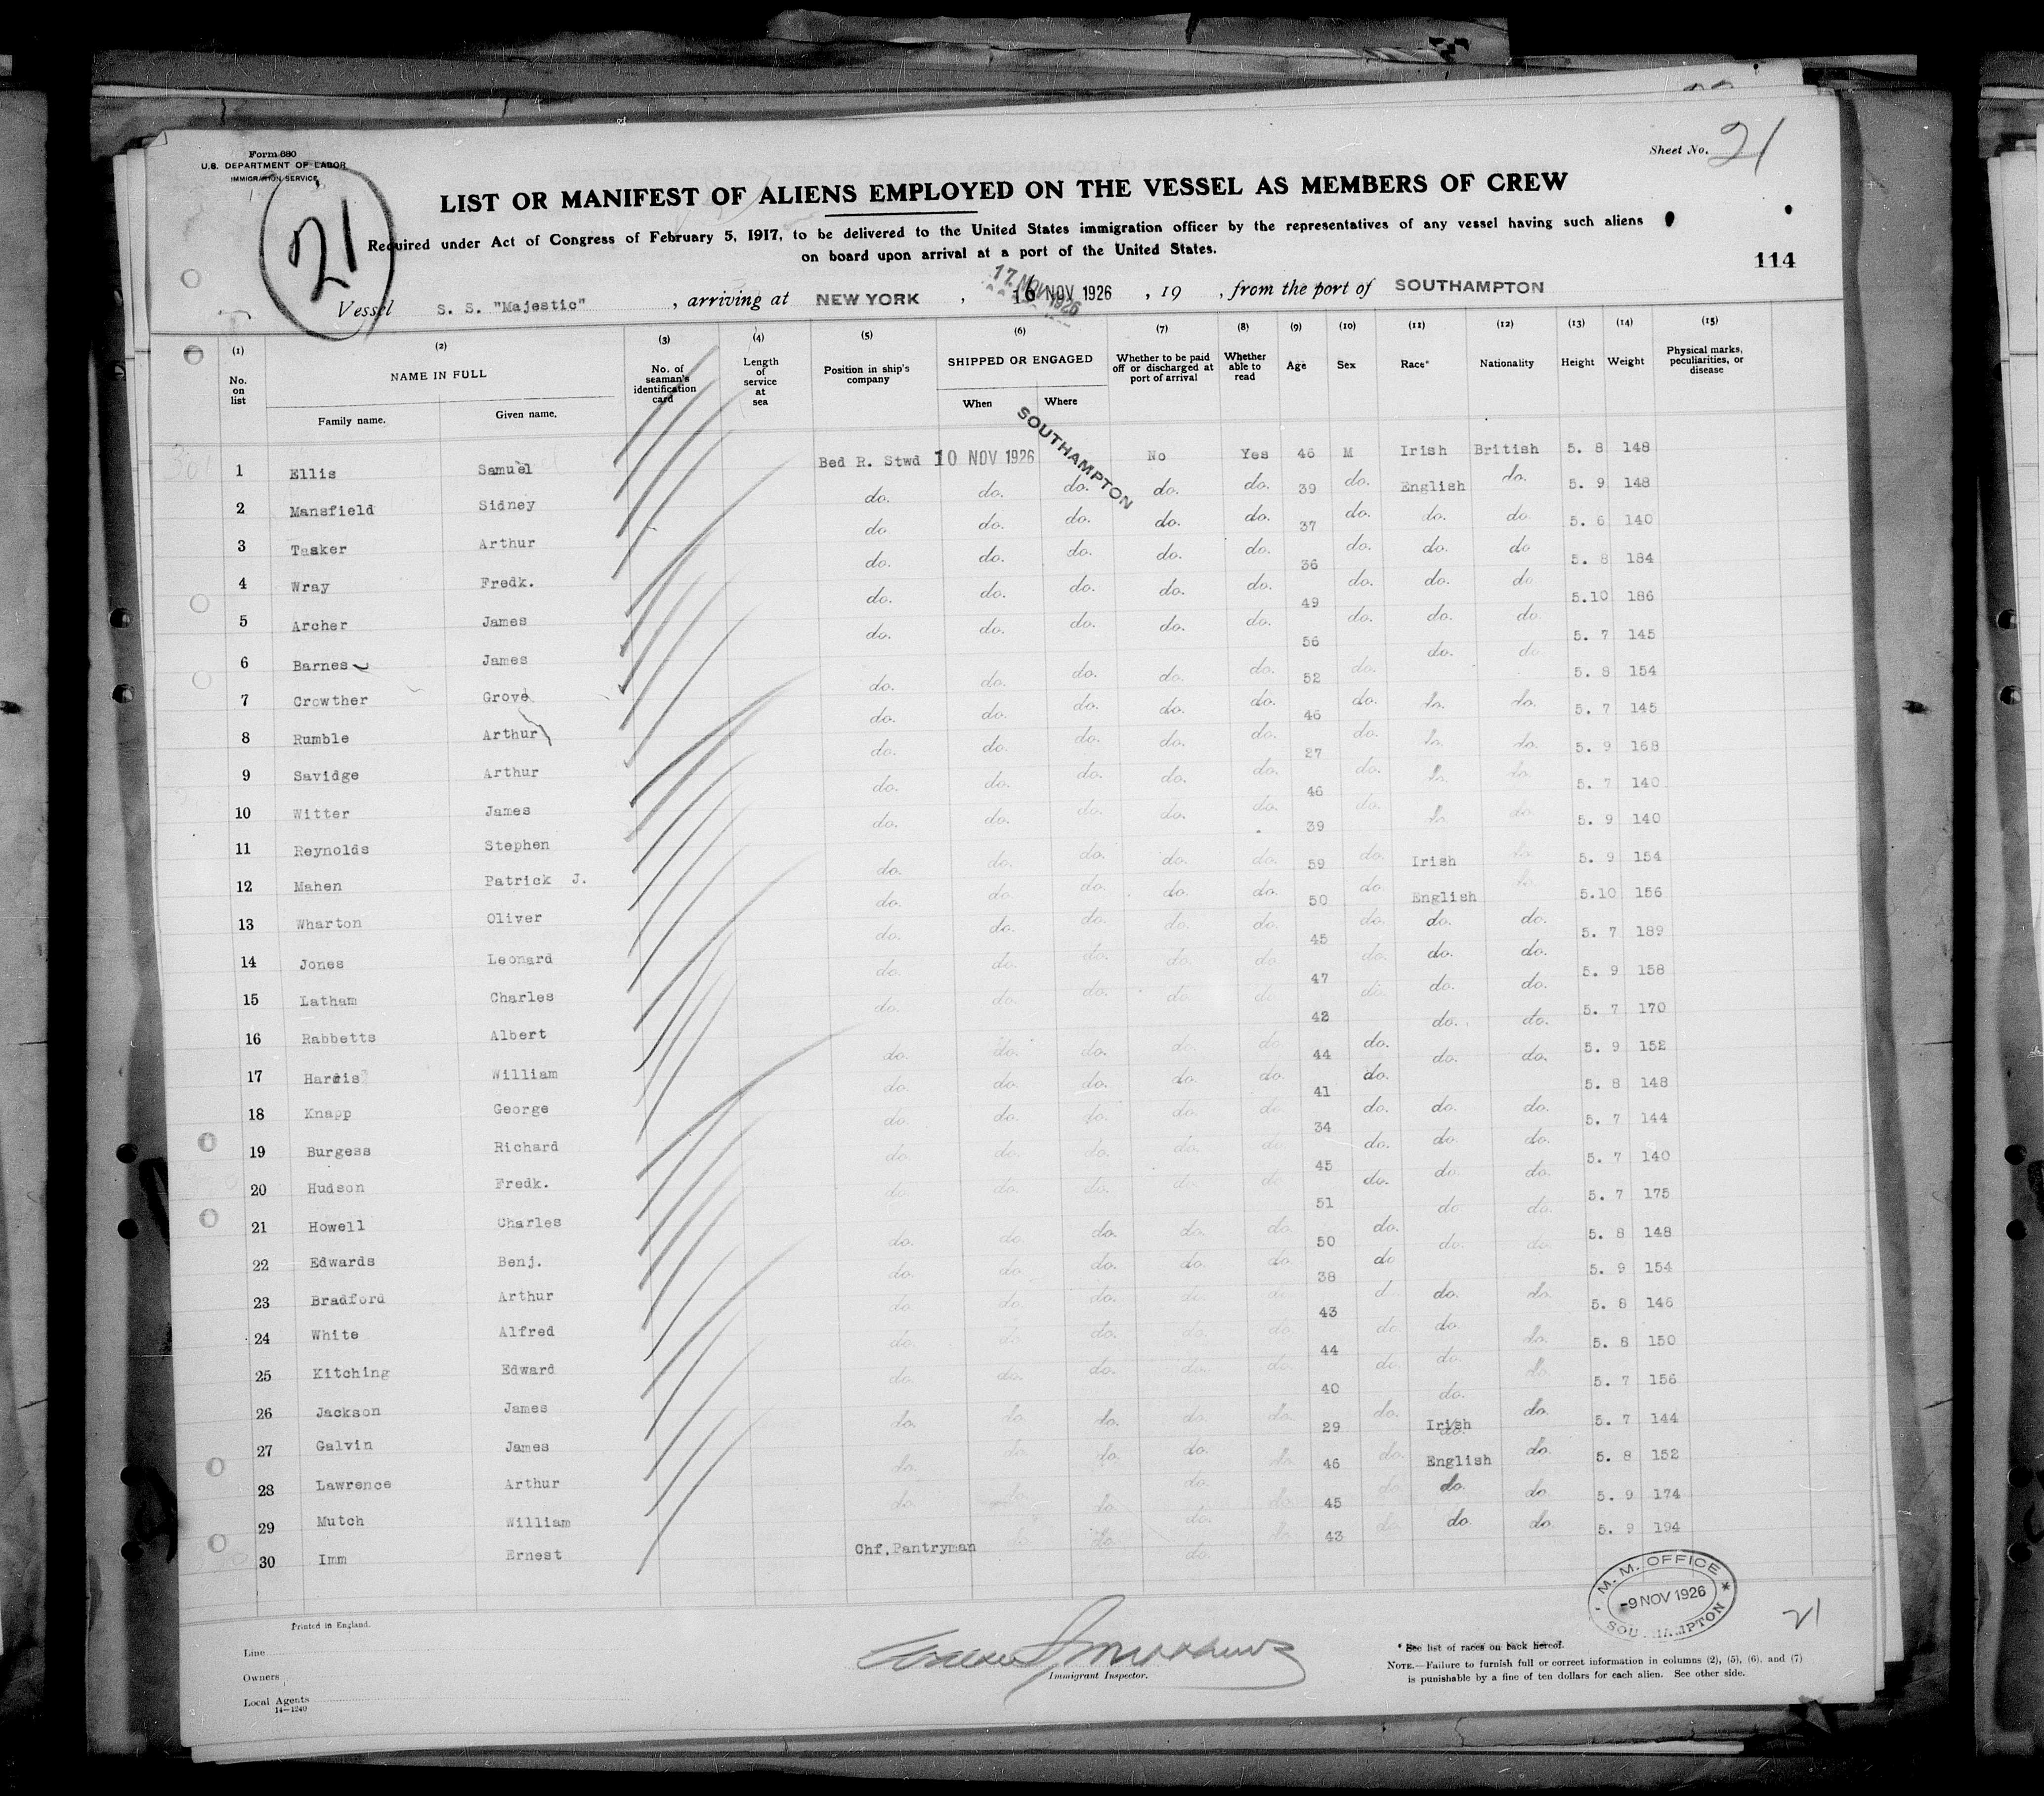 Form 680
U.S. DEPARTMENT OF LABOR
IMMIGRATION SERVICE
21
Sheet No. 21
LIST OR MANIFEST OF ALIENS EMPLOYED ON THE VESSEL AS MEMBERS OF CREW
Required under Act of Congress of February 5, 1917, to be delivered to the United States immigration officer by the representatives of any vessel having such aliens
on board upon arrival at a port of the United States.
114
17 NOV 1926
Vessel S. S. "Majestic", arriving at NEW YORK, 16 NOV 1926, 19 , from the port of SOUTHAMPTON
(1) (2) (3) (4) (5) (6) (7) (8) (9) (10) (11) (12) (13) (14) (15)
No. on list
NAME IN FULL
Family name. Given name.
No. of seaman's identification card
Length of service at sea
Position in ship's company
SHIPPED OR ENGAGED
When Where
Whether to be paid off or discharged at port of arrival
Whether able to read
Age
Sex
Race*
Nationality
Height
Weight
Physical marks, peculiarities, or disease
1 Ellis Samuel Bed R. Stwd 10 NOV 1926 SOUTHAMPTON No Yes 46 M Irish British 5. 8 148
2 Mansfield Sidney do. do. do. do. do. 39 do. English do. 5. 9 148
3 Tasker Arthur do do. do. do. do. 37 do. do. do 5. 6 140
4 Wray Fredk. do. do. do. do. do. 36 do. do. do 5. 8 184
5 Archer James do. do. do. do. do. 49 do. do. do 5.10 186
6 Barnes James do. do. do. do. do. 56 do. do. do. 5. 7 145
7 Crowther Grove do. do. do. do. do. 52 do. do. do. 5. 8 154
8 Rumble Arthur do. do. do. do. do. 46 do. do. do. 5. 7 145
9 Savidge Arthur do. do. do. do. do. 27 do. do. do. 5. 9 168
10 Witter James do. do. do. do. do. 46 do. do. do. 5. 7 140
11 Reynolds Stephen do. do. do. do. do. 39 do. do. do. 5. 9 140
12 Mahen Patrick J. do. do. do. do. do. 59 do. Irish do. 5. 9 154
13 Wharton Oliver do. do. do. do. do. 50 do. English do. 5.10 156
14 Jones Leonard do. do. do. do. do. 45 do. do. do. 5. 7 189
15 Latham Charles do. do. do. do. do. 47 do. do. do. 5. 9 158
16 Rabbetts Albert do. do. do. do. do. 42 do. do. do. 5. 7 170
17 Harris William do. do. do. do. do. 44 do. do. do. 5. 9 152
18 Knapp George do. do. do. do. do. 41 do. do. do. 5. 8 148
19 Burgess Richard do. do. do. do. do. 34 do. do. do. 5. 7 144
20 Hudson Fredk. do. do. do. do. do. 45 do. do. do. 5. 7 140
21 Howell Charles do. do. do. do. do. 51 do. do. do. 5. 7 175
22 Edwards Benj. do. do. do. do. do. 50 do. do. do. 5. 8 148
23 Bradford Arthur do. do. do. do. do. 38 do do. do. 5. 9 154
24 White Alfred do. do. do. do. do. 43 d do. do. 5. 8 146
25 Kitching Edward do. do. do. do. do. 44 do. do. do. 5. 8 150
26 Jackson James do. do. do. do. do. 40 do. do. do. 5. 7 156
27 Galvin James do. do. do. do. do. 29 do. Irish do. 5. 7 144
28 Lawrence Arthur do. do. do. do. do. 46 do. English do. 5. 8 152
29 Mutch William do. do. do. do. do. 45 do. do. do 5. 9 174
30 Imm Ernest Chf. Pantryman do. do. do. do. 43 do. do. do. 5. 9 194
Printed in England.
Line
Owners
Local Agents
14—1240
Immigrant Inspector.
M. M. OFFICE
-9 NOV 1926
SOUTHAMPTON
21
* See list of races on back hereof.
NOTE.—Failure to furnish full or correct information in columns (2), (5), (6), and (7)
is punishable by a fine of ten dollars for each alien. See other side.